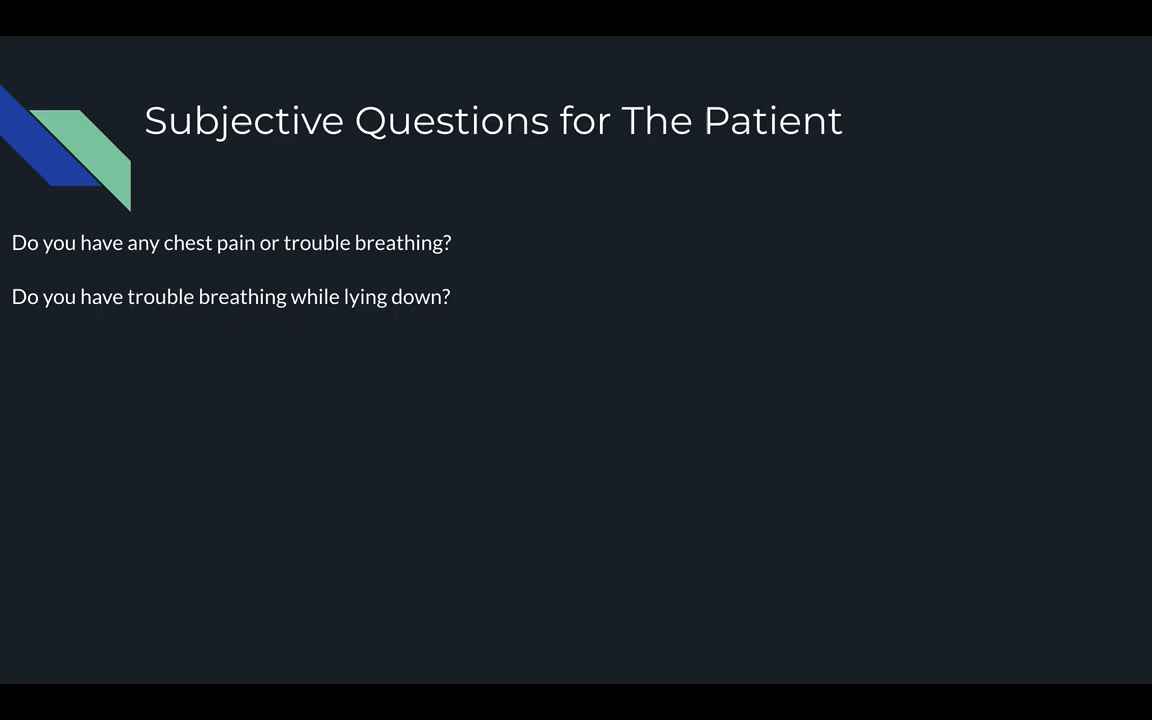 Subjective Questions for The Patient
Do you have any chest pain or trouble breathing?
Do you have trouble breathing while lying down?